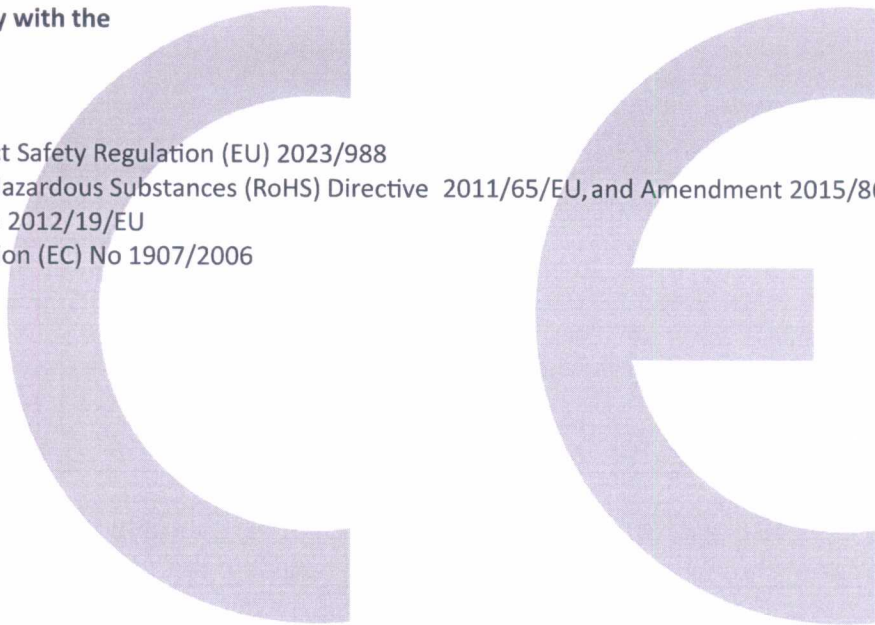 y with the
t Safety Regulation (EU) 2023/988
azardous Substances (RoHS) Directive 2011/65/EU, and Amendment 2015/86
2012/19/EU
on (EC) No 1907/2006
CE